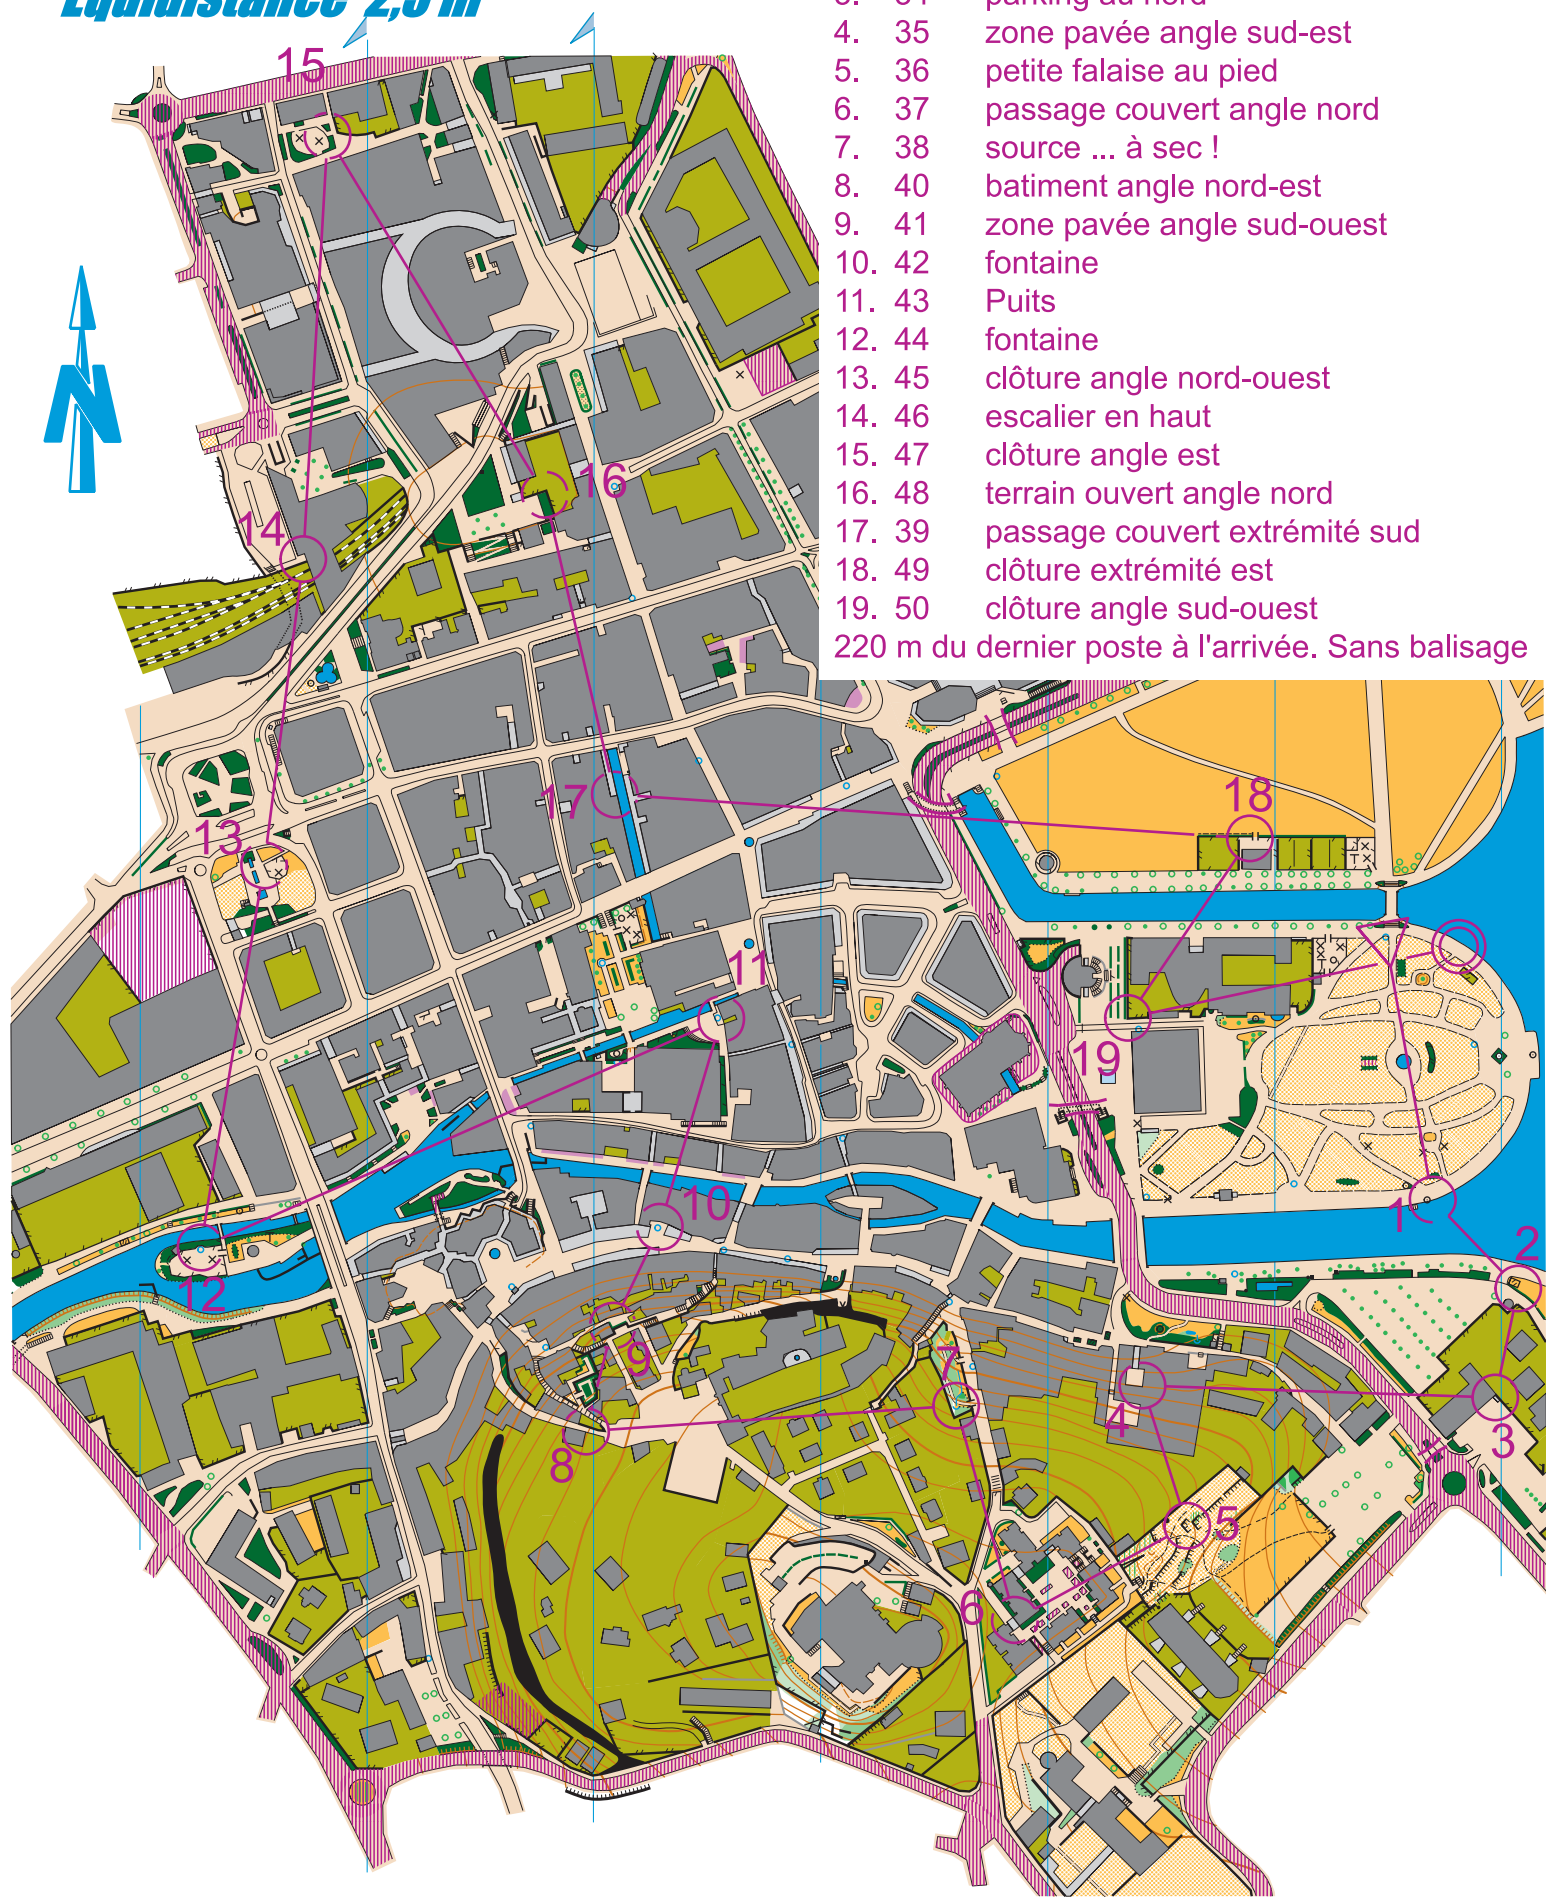 Equidistance 2,5 m
3. 34 parking au nord
4. 35 zone pavée angle sud-est
5. 36 petite falaise au pied
6. 37 passage couvert angle nord
7. 38 source ... à sec !
8. 40 batiment angle nord-est
9. 41 zone pavée angle sud-ouest
10. 42 fontaine
11. 43 Puits
12. 44 fontaine
13. 45 clôture angle nord-ouest
14. 46 escalier en haut
15. 47 clôture angle est
16. 48 terrain ouvert angle nord
17. 39 passage couvert extrémité sud
18. 49 clôture extrémité est
19. 50 clôture angle sud-ouest
220 m du dernier poste à l'arrivée. Sans balisage
15
N
16
14
17
18
13
11
19
10
1
2
12
9
7
4
3
8
5
6